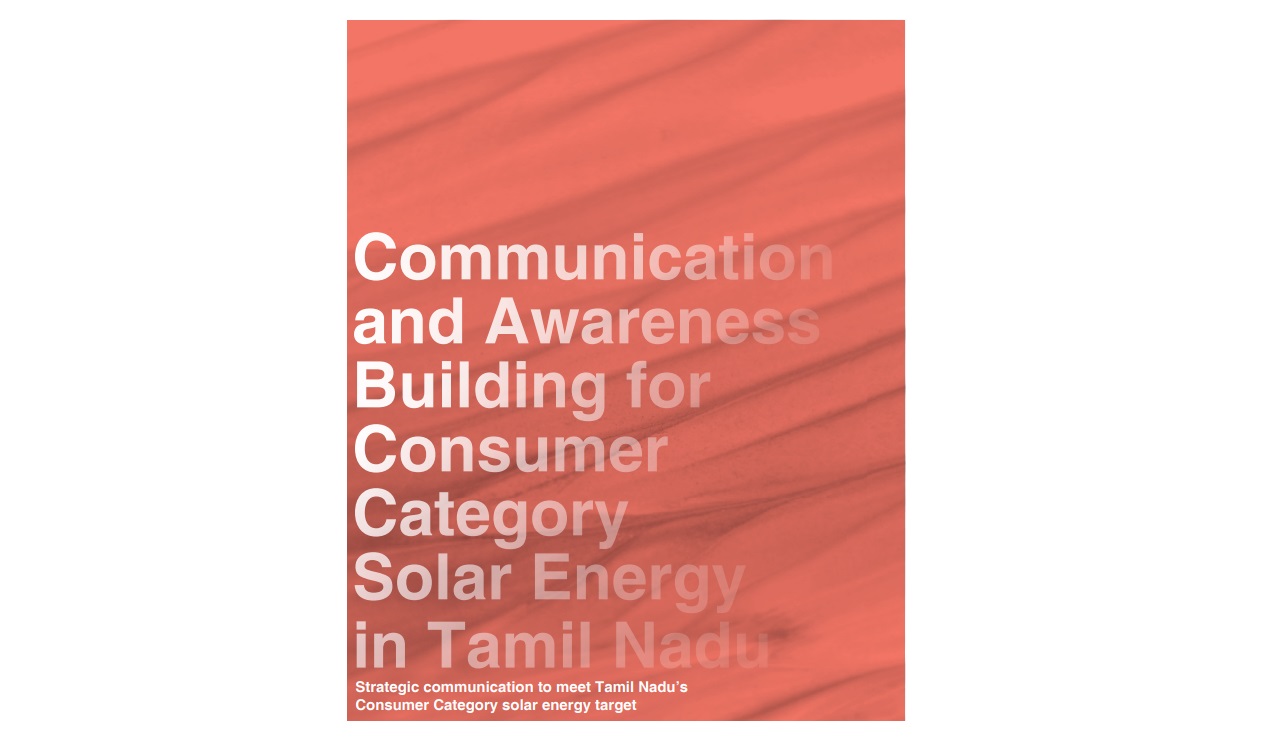 Communication
and Awareness
Building for
Consumer
Category
Solar Energy
in Tamil Nadu
Strategic communication to meet Tamil Nadu’s
Consumer Category solar energy target